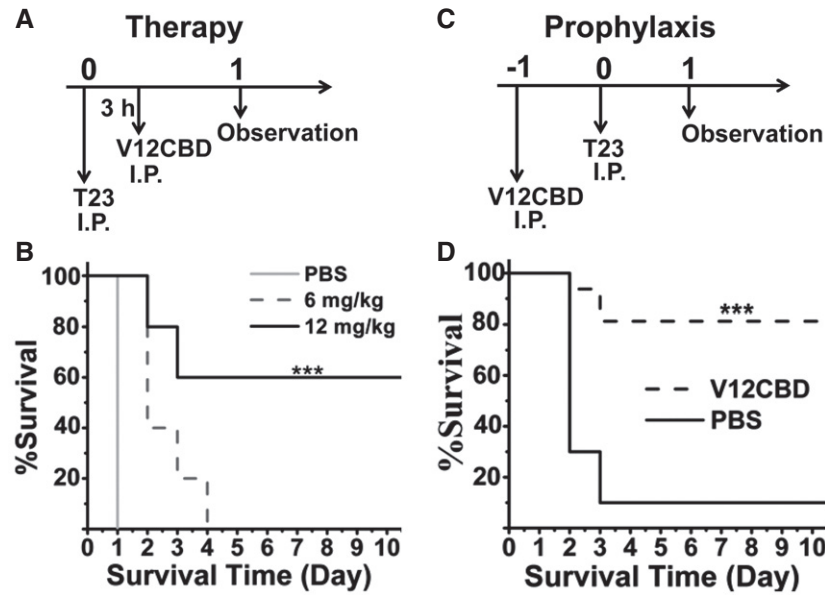 A
Therapy
0
1
3 h
V12CBD
I.P.
Observation
T23
I.P.
B
100
80
60
40
20
%Survival
PBS
6 mg/kg
12 mg/kg
***
0 1 2 3 4 5 6 7 8 9 10
Survival Time (Day)
C
Prophylaxis
-1 0 1
T23
I.P.
Observation
V12CBD
I.P.
D
100
80
60
40
20
%Survival
***
V12CBD
PBS
0 1 2 3 4 5 6 7 8 9 10
Survival Time (Day)